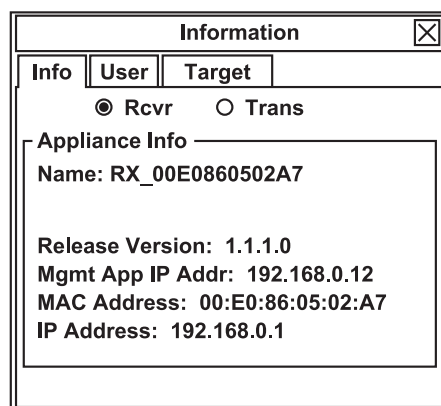 Information
Info User Target
Rcvr Trans
Appliance Info
Name: RX_00E0860502A7
Release Version: 1.1.1.0
Mgmt App IP Addr: 192.168.0.12
MAC Address: 00:E0:86:05:02:A7
IP Address: 192.168.0.1